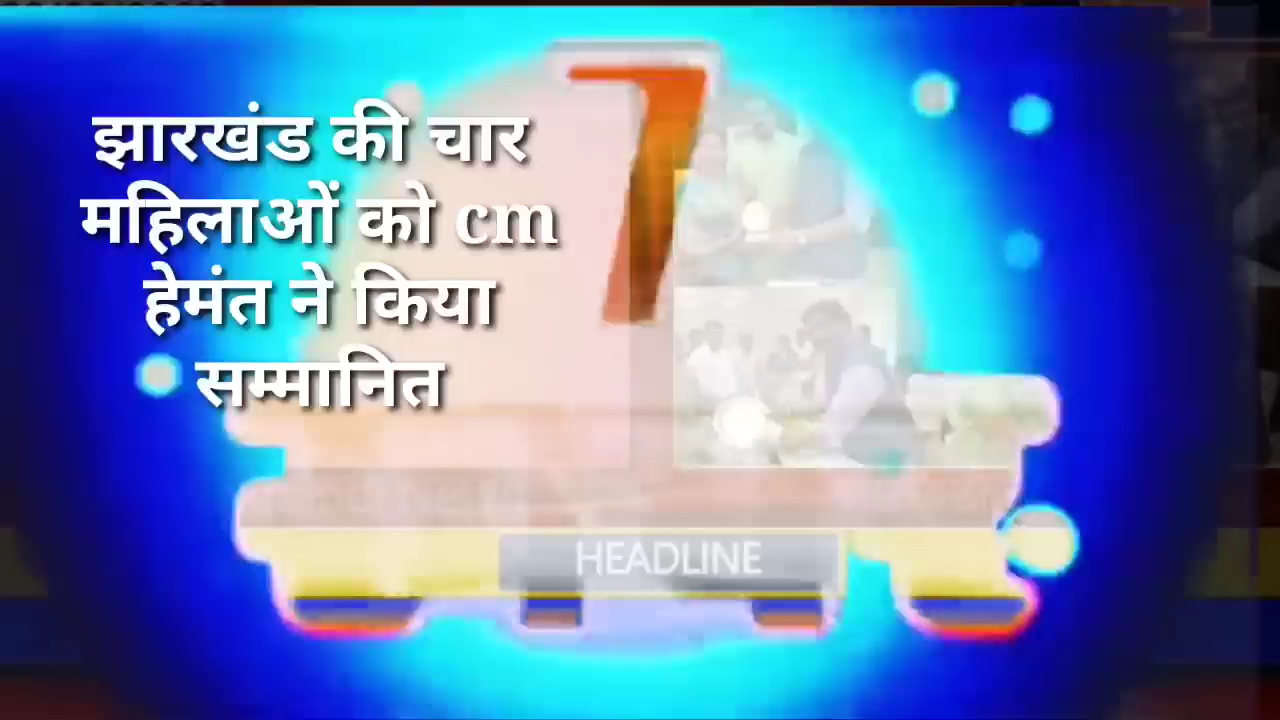 झारखंड की चार
महिलाओं को cm
हेमंत ने किया
सम्मानित
7
HEADLINE